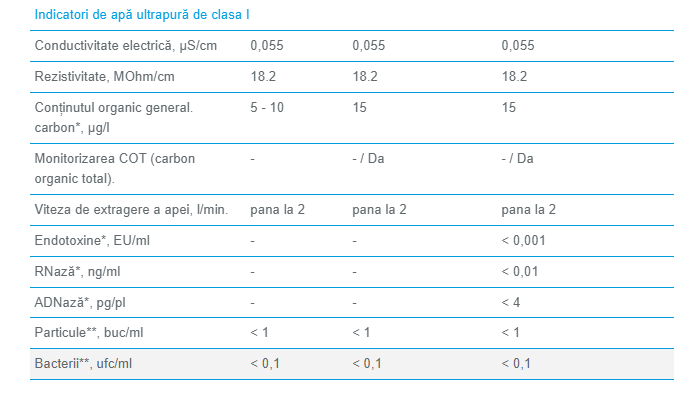 Indicatori de apă ultrapură de clasa I
Conductivitate electrică, µS/cm 0,055 0,055 0,055
Rezistivitate, MOhm/cm 18.2 18.2 18.2
Conținutul organic general. 5 - 10 15 15
carbon*, µg/l
Monitorizarea COT (carbon - - / Da - / Da
organic total).
Viteza de extragere a apei, l/min. pana la 2 pana la 2 pana la 2
Endotoxine*, EU/ml - - < 0,001
RNază*, ng/ml - - < 0,01
ADNază*, pg/pl - - < 4
Particule**, buc/ml < 1 < 1 < 1
Bacterii**, ufc/ml < 0,1 < 0,1 < 0,1